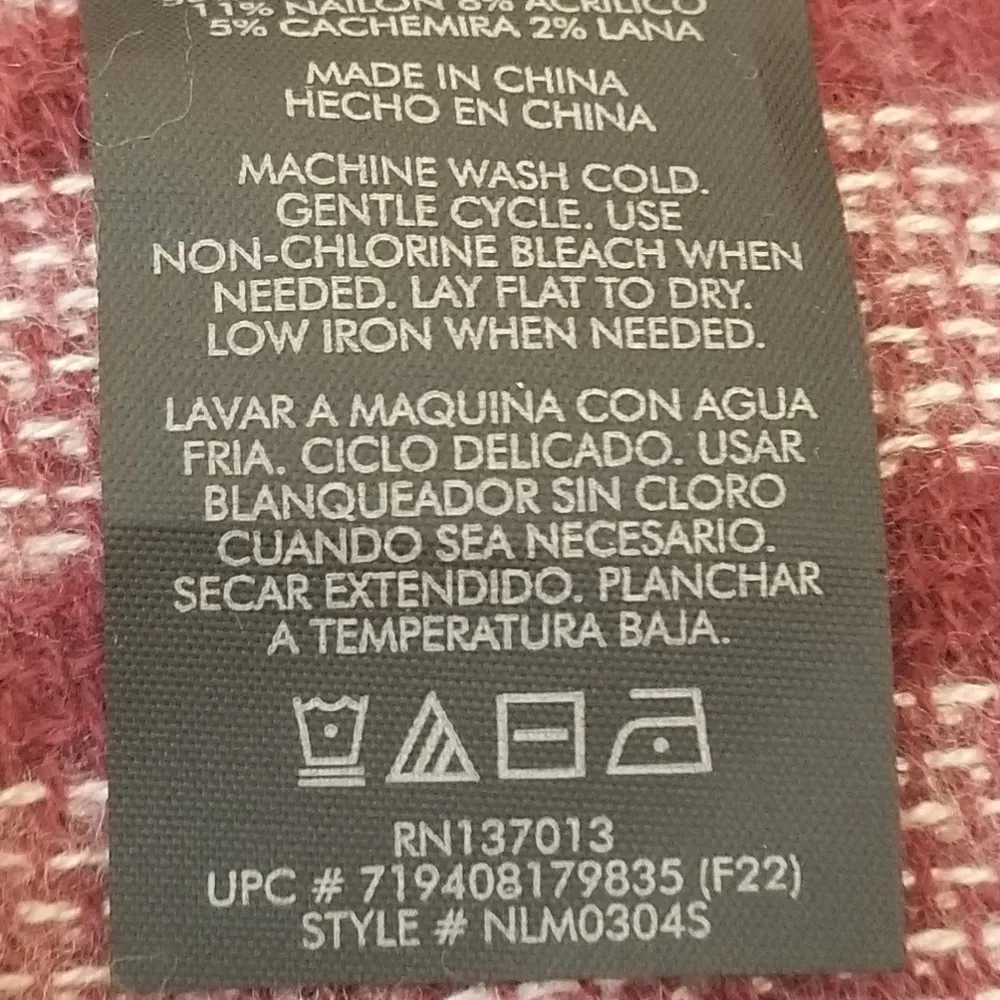 11% NAILON 6% ACRILICO
5% CACHEMIRA 2% LANA
MADE IN CHINA
HECHO EN CHINA
MACHINE WASH COLD.
GENTLE CYCLE. USE
NON-CHLORINE BLEACH WHEN
NEEDED. LAY FLAT TO DRY.
LOW IRON WHEN NEEDED.
LAVAR A MAQUIǸA CON AGUA
FRIA. CICLO DELICADO. USAR
BLANQUEADOR SIN CLORO
CUANDO SEA NECESARIO.
SECAR EXTENDIDO. PLANCHAR
A TEMPERATURA BAJA.
RN137013
UPC # 719408179835 (F22)
STYLE # NLM0304S